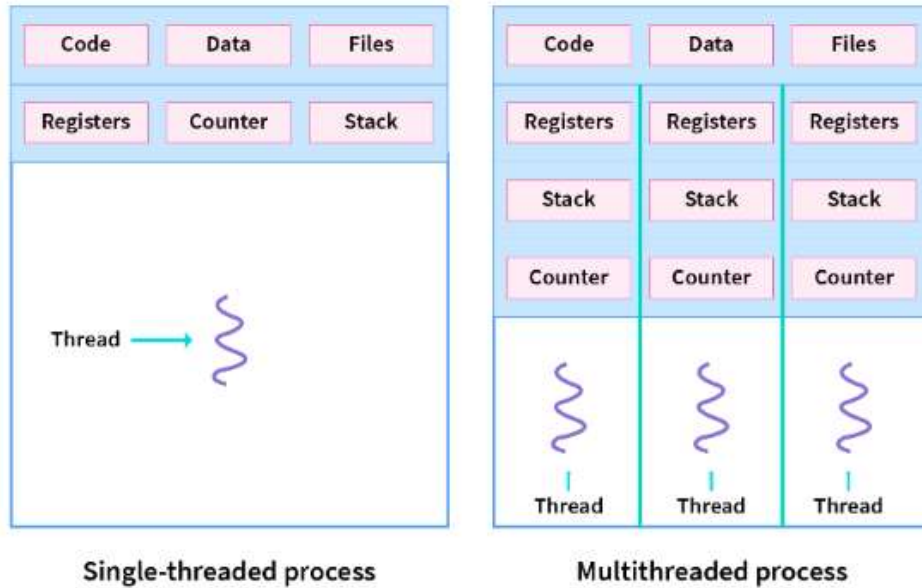 Code Data Files
Registers Counter Stack
Thread
Single-threaded process
Code Data Files
Registers Registers Registers
Stack Stack Stack
Counter Counter Counter
Thread Thread Thread
Multithreaded process